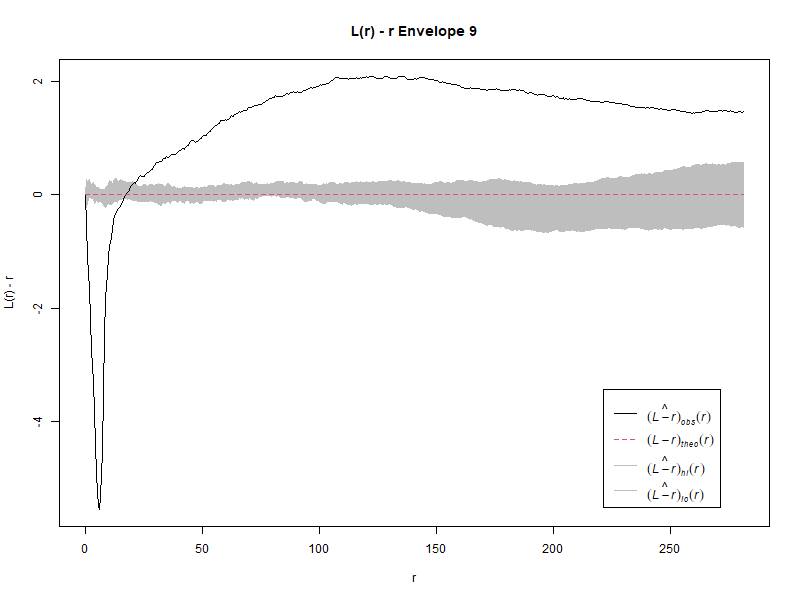 L(r) - r Envelope 9
2
0
-2
-4
L(r) - r
0
50
100
150
200
250
r
(L̂ − r)obs(r)
(L − r)theo(r)
(L̂ − r)hi(r)
(L̂ − r)lo(r)